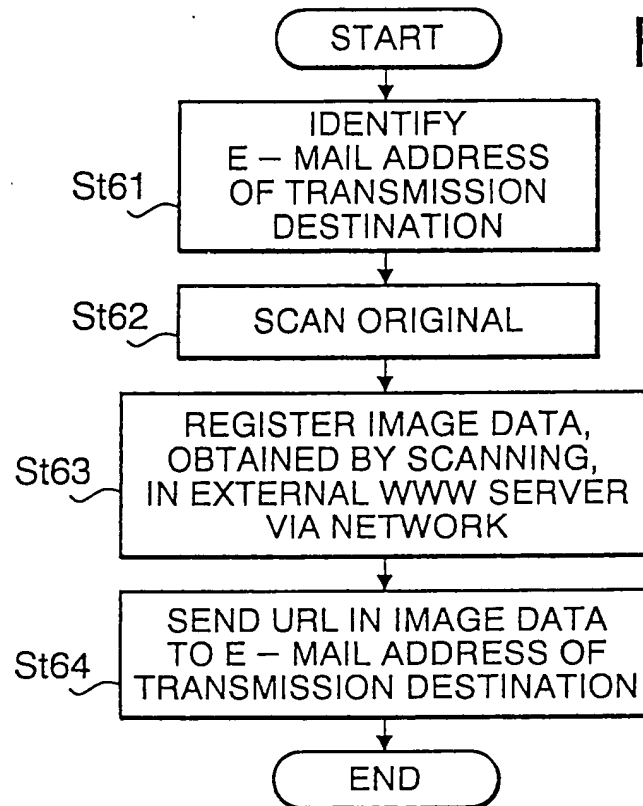 START
IDENTIFY
E – MAIL ADDRESS
OF TRANSMISSION
DESTINATION
St61
SCAN ORIGINAL
St62
REGISTER IMAGE DATA,
OBTAINED BY SCANNING,
IN EXTERNAL WWW SERVER
VIA NETWORK
St63
SEND URL IN IMAGE DATA
TO E – MAIL ADDRESS OF
TRANSMISSION DESTINATION
St64
END